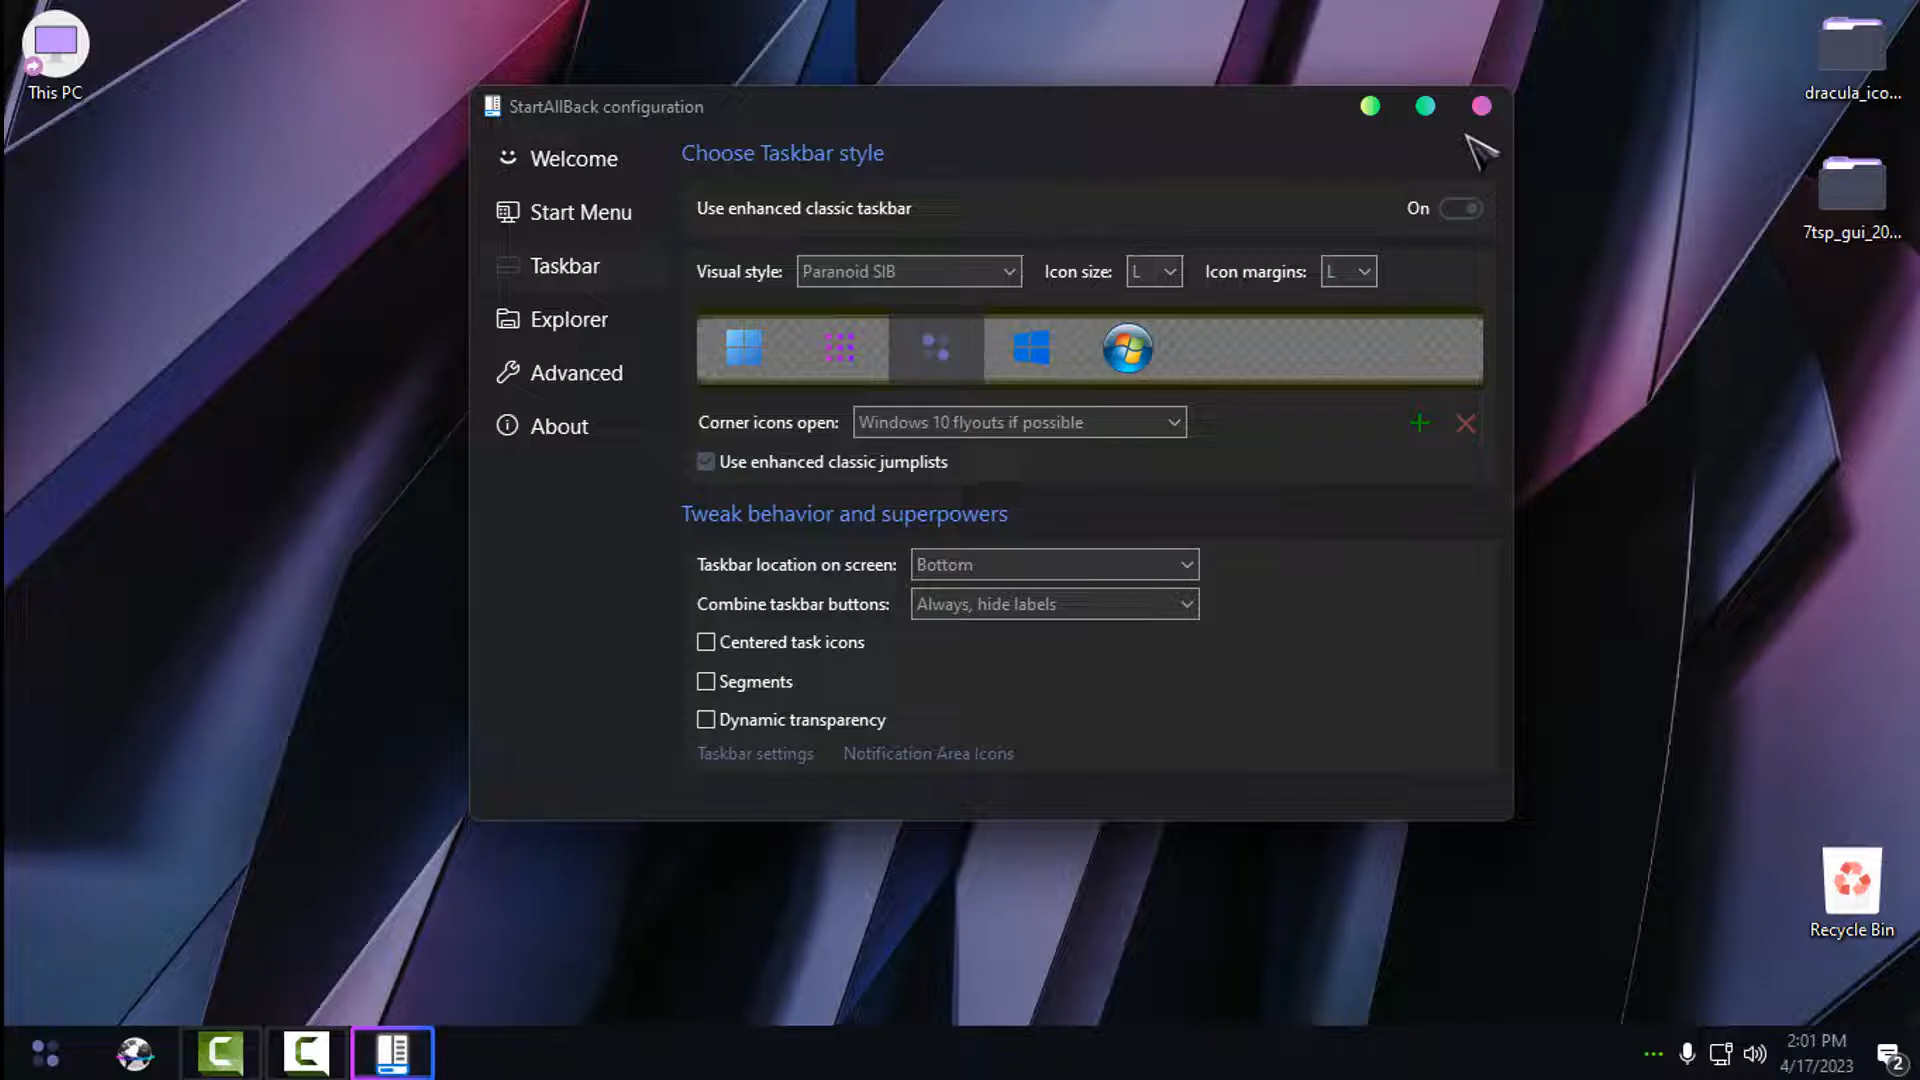 This PC
dracula_ico...
7tsp_gui_20...
StartAllBack configuration
Welcome
Start Menu
Taskbar
Explorer
Advanced
About
Choose Taskbar style
Use enhanced classic taskbar
On
Visual style: Paranoid SIB Icon size: L Icon margins: L
Corner icons open: Windows 10 flyouts if possible
Use enhanced classic jumplists
Tweak behavior and superpowers
Taskbar location on screen: Bottom
Combine taskbar buttons: Always, hide labels
Centered task icons
Segments
Dynamic transparency
Taskbar settings Notification Area Icons
Recycle Bin
2:01 PM
4/17/2023
2